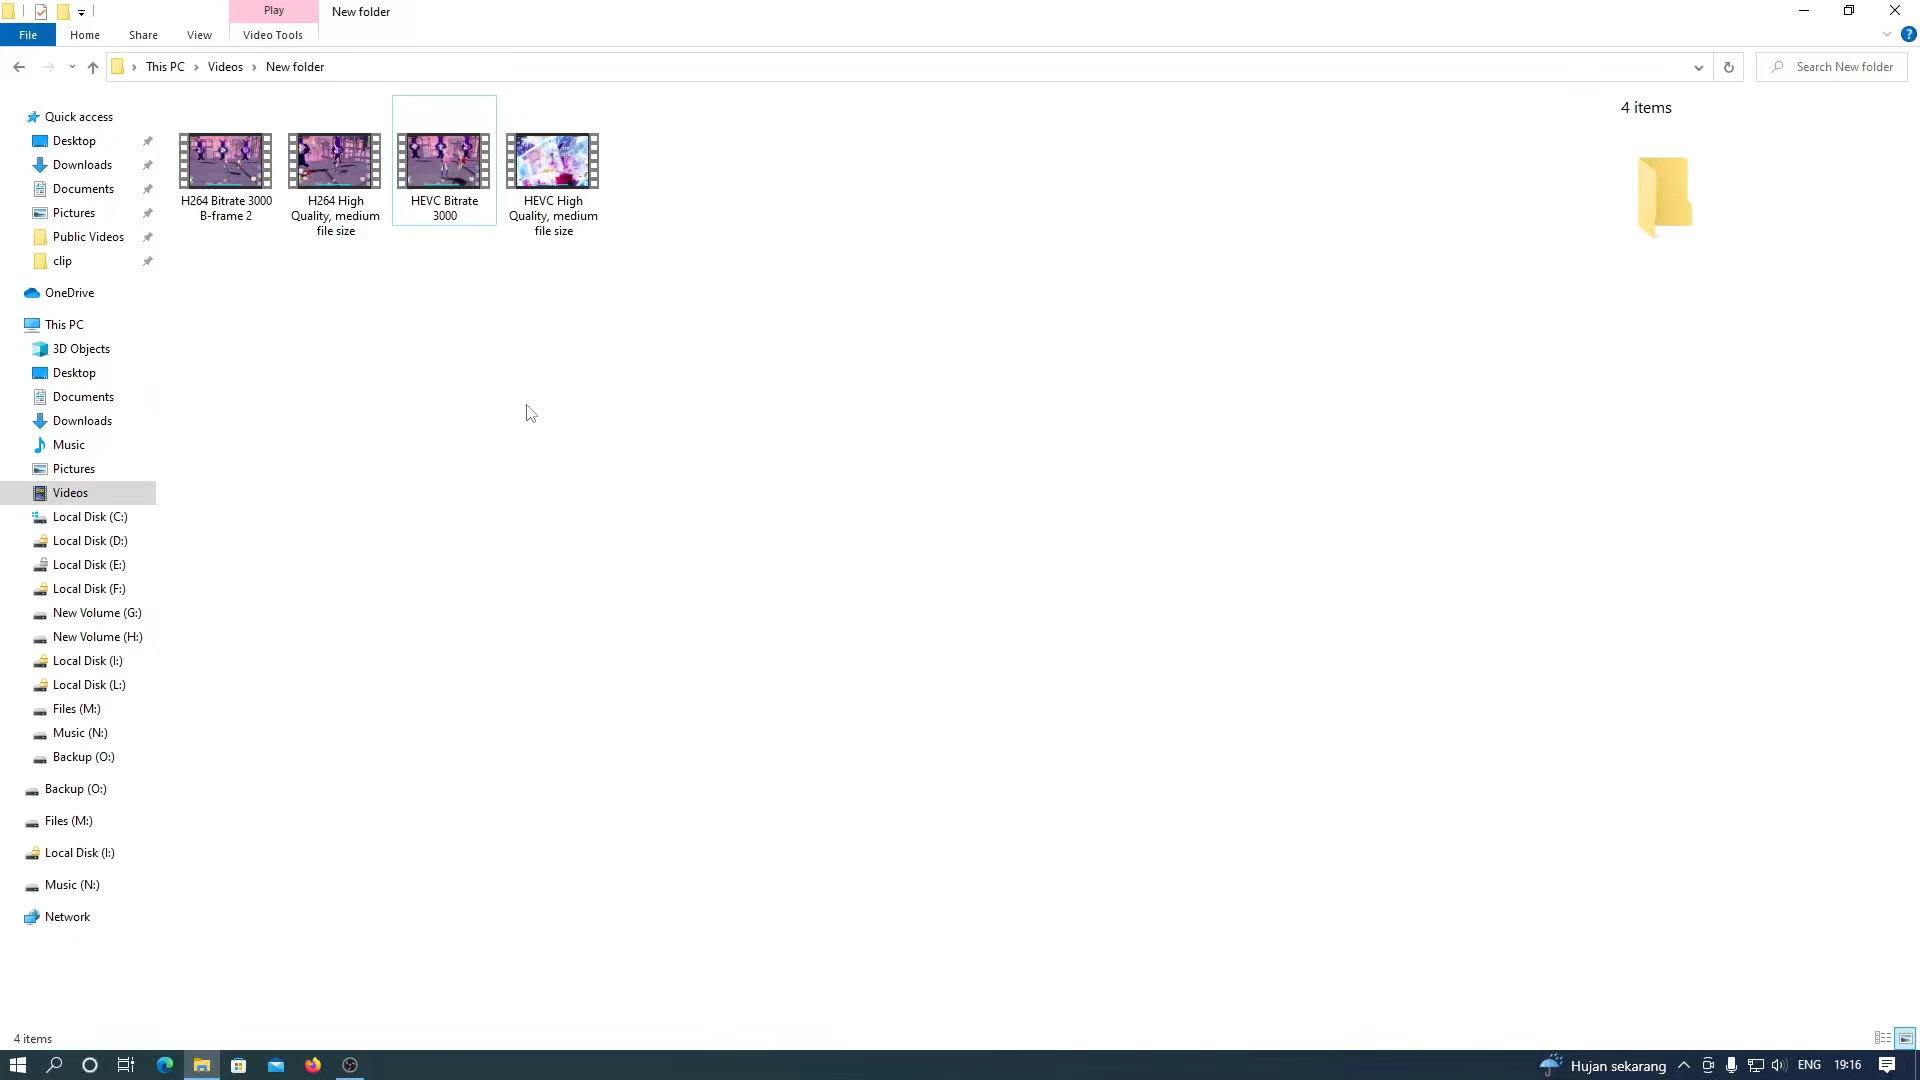 Play
New folder
File
Home
Share
View
Video Tools
This PC
Videos
New folder
Search New folder
Quick access
Desktop
Downloads
Documents
Pictures
Public Videos
clip
OneDrive
This PC
3D Objects
Desktop
Documents
Downloads
Music
Pictures
Videos
Local Disk (C:)
Local Disk (D:)
Local Disk (E:)
Local Disk (F:)
New Volume (G:)
New Volume (H:)
Local Disk (I:)
Local Disk (L:)
Files (M:)
Music (N:)
Backup (O:)
Backup (O:)
Files (M:)
Local Disk (I:)
Music (N:)
Network
H264 Bitrate 3000
B-frame 2
H264 High
Quality, medium
file size
HEVC Bitrate
3000
HEVC High
Quality, medium
file size
4 items
4 items
Hujan sekarang
ENG
19:16